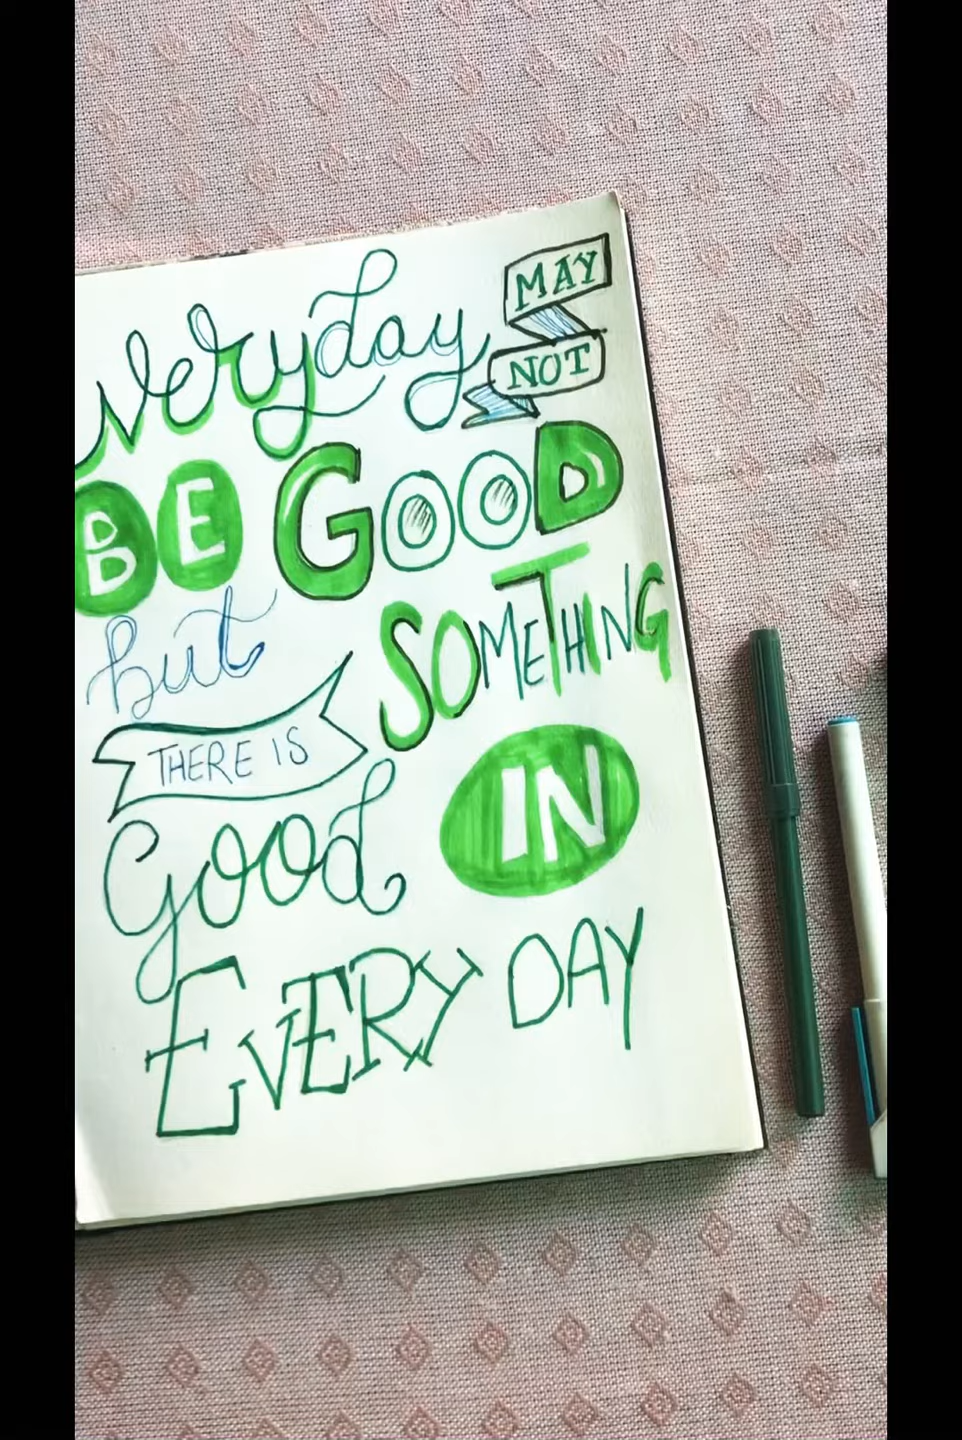 veryday MAY
NOT
BE GOOD
but SOMETHING
THERE IS
Good IN
EVERY DAY